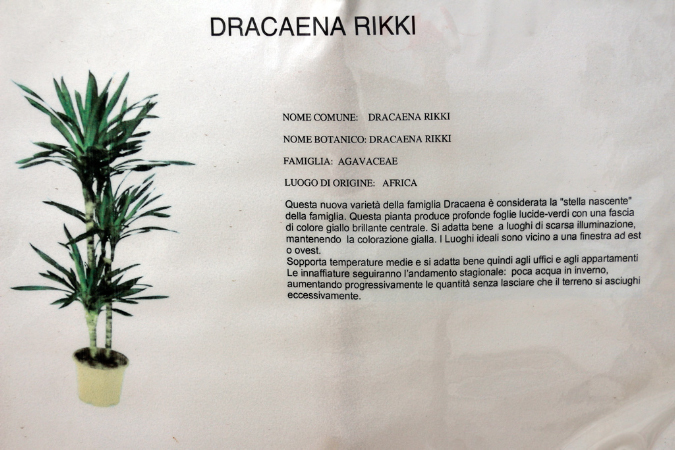 DRACAENA RIKKI
NOME COMUNE: DRACAENA RIKKI
NOME BOTANICO: DRACAENA RIKKI
FAMIGLIA: AGAVACEAE
LUOGO DI ORIGINE: AFRICA
Questa nuova varietà della famiglia Dracaena è considerata la "stella nascente"
della famiglia. Questa pianta produce profonde foglie lucide-verdi con una fascia
di colore giallo brillante centrale. Si adatta bene a luoghi di scarsa illuminazione,
mantenendo la colorazione gialla. I Luoghi ideali sono vicino a una finestra ad est
o ovest.
Sopporta temperature medie e si adatta bene quindi agli uffici e agli appartamenti
Le innaffiature seguiranno l'andamento stagionale: poca acqua in inverno,
aumentando progressivamente le quantità senza lasciare che il terreno si asciughi
eccessivamente.